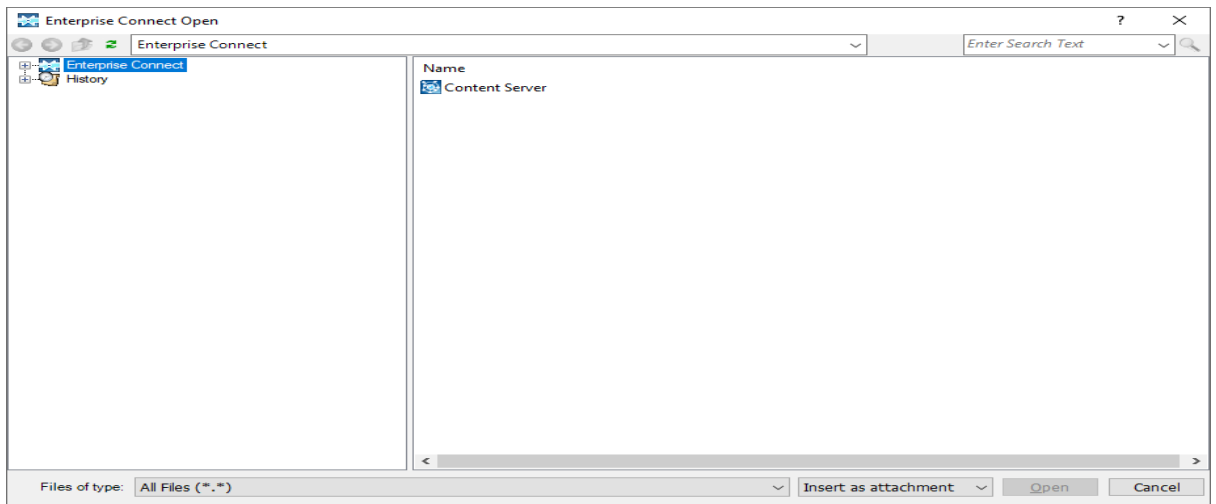 Enterprise Connect Open
Enterprise Connect
Enter Search Text
Enterprise Connect
History
Name
Content Server
Files of type: All Files (*.*)
Insert as attachment
Open
Cancel